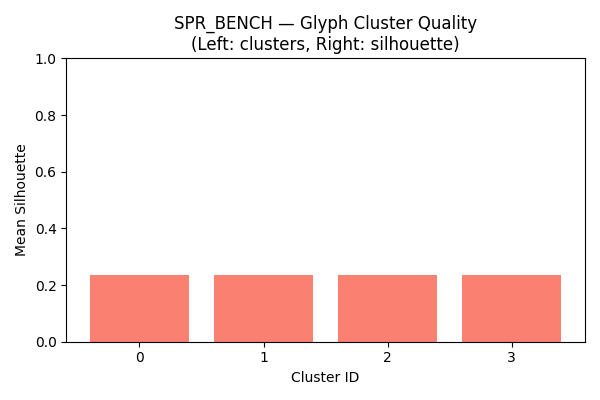 SPR_BENCH — Glyph Cluster Quality
(Left: clusters, Right: silhouette)
Mean Silhouette
1.0
0.8
0.6
0.4
0.2
0.0
0 1 2 3
Cluster ID